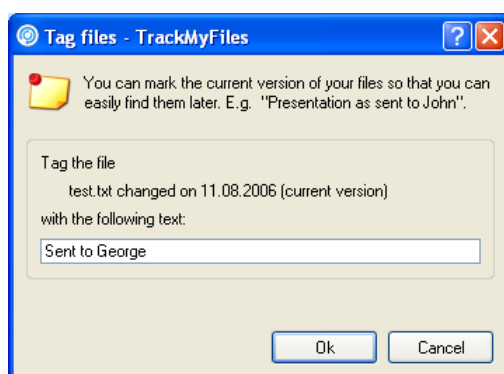 Tag files - TrackMyFiles
You can mark the current version of your files so that you can
easily find them later. E.g. "Presentation as sent to John".
Tag the file
test.txt changed on 11.08.2006 (current version)
with the following text:
Sent to George
Ok
Cancel